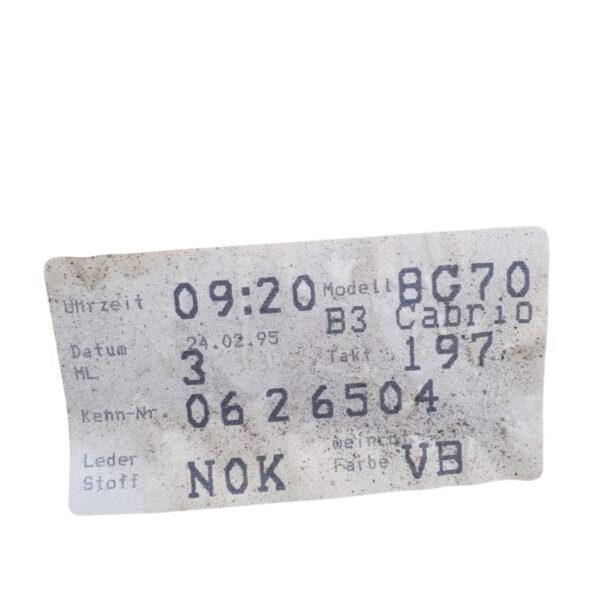 Uhrzeit 09:20 Modell 8G70
B3 Cabrio
Datum 24.02.95
ML 3 Takt 197
Kenn-Nr. 06 2 6504
Leder
Stoff NOK Farbe VB